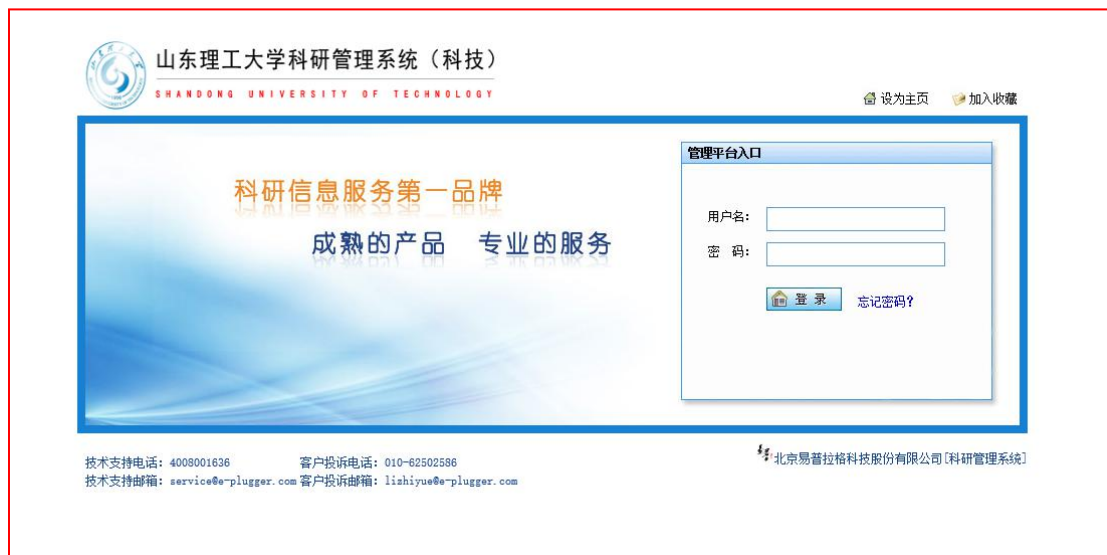 山东理工大学科研管理系统（科技）
SHANDONG UNIVERSITY OF TECHNOLOGY
设为主页 加入收藏
管理平台入口
科研信息服务第一品牌
成熟的产品 专业的服务
用户名：
密 码：
登 录 忘记密码？
技术支持电话：4008001636 客户投诉电话：010-62502586
技术支持邮箱：service@e-plugger.com 客户投诉邮箱：lizhiyue@e-plugger.com
北京易普拉格科技股份有限公司[科研管理系统]